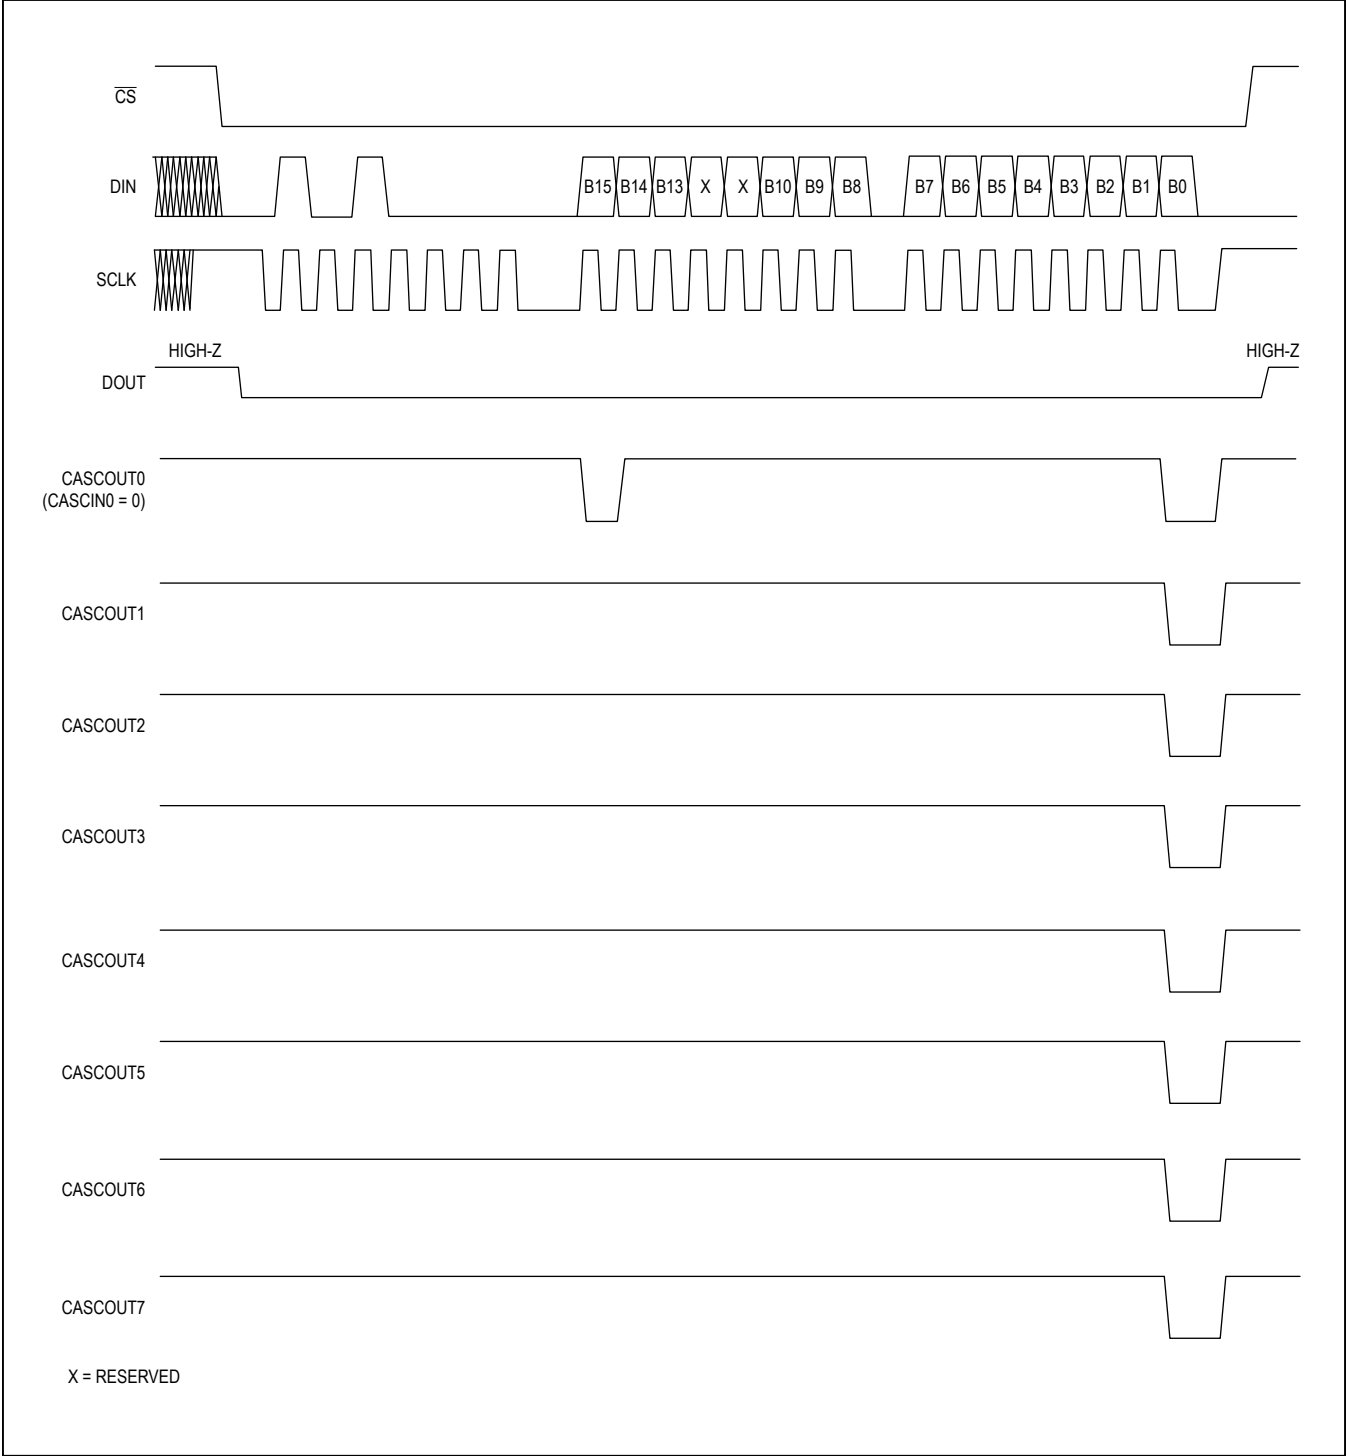 C̅S̅
DIN
B15 B14 B13 X X B10 B9 B8 B7 B6 B5 B4 B3 B2 B1 B0
SCLK
HIGH-Z HIGH-Z
DOUT
CASCOUT0
(CASCIN0 = 0)
CASCOUT1
CASCOUT2
CASCOUT3
CASCOUT4
CASCOUT5
CASCOUT6
CASCOUT7
X = RESERVED